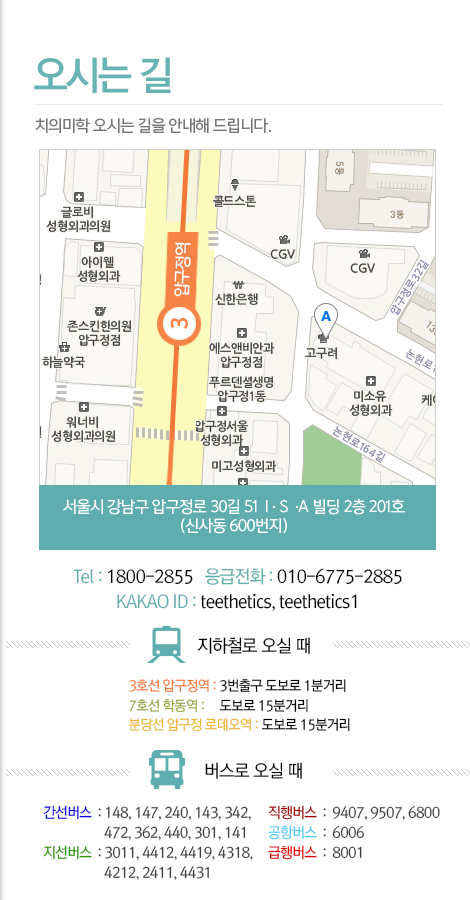 오시는 길
치의미학 오시는 길을 안내해 드립니다.
글로비
성형외과의원
콜드스톤
5동
3동
아이웰
성형외과
압구정역
3
CGV
CGV
압구정로32길
신한은행
A
존스킨한의원
압구정점
에스앤비안과
압구정점
고구려
하늘약국
푸르덴셜생명
압구정1동
미소유
성형외과
워너비
성형외과의원
압구정서울
성형외과
논현로164길
미고성형외과
서울시 강남구 압구정로 30길 51 I · S · A 빌딩 2층 201호
(신사동 600번지)
Tel : 1800-2855 응급전화 : 010-6775-2885
KAKAO ID : teethetics, teethetics1
지하철로 오실 때
3호선 압구정역 : 3번출구 도보로 1분거리
7호선 학동역 : 도보로 15분거리
분당선 압구정 로데오역 : 도보로 15분거리
버스로 오실 때
간선버스 : 148, 147, 240, 143, 342,
472, 362, 440, 301, 141
지선버스 : 3011, 4412, 4419, 4318,
4212, 2411, 4431
직행버스 : 9407, 9507, 6800
공항버스 : 6006
급행버스 : 8001